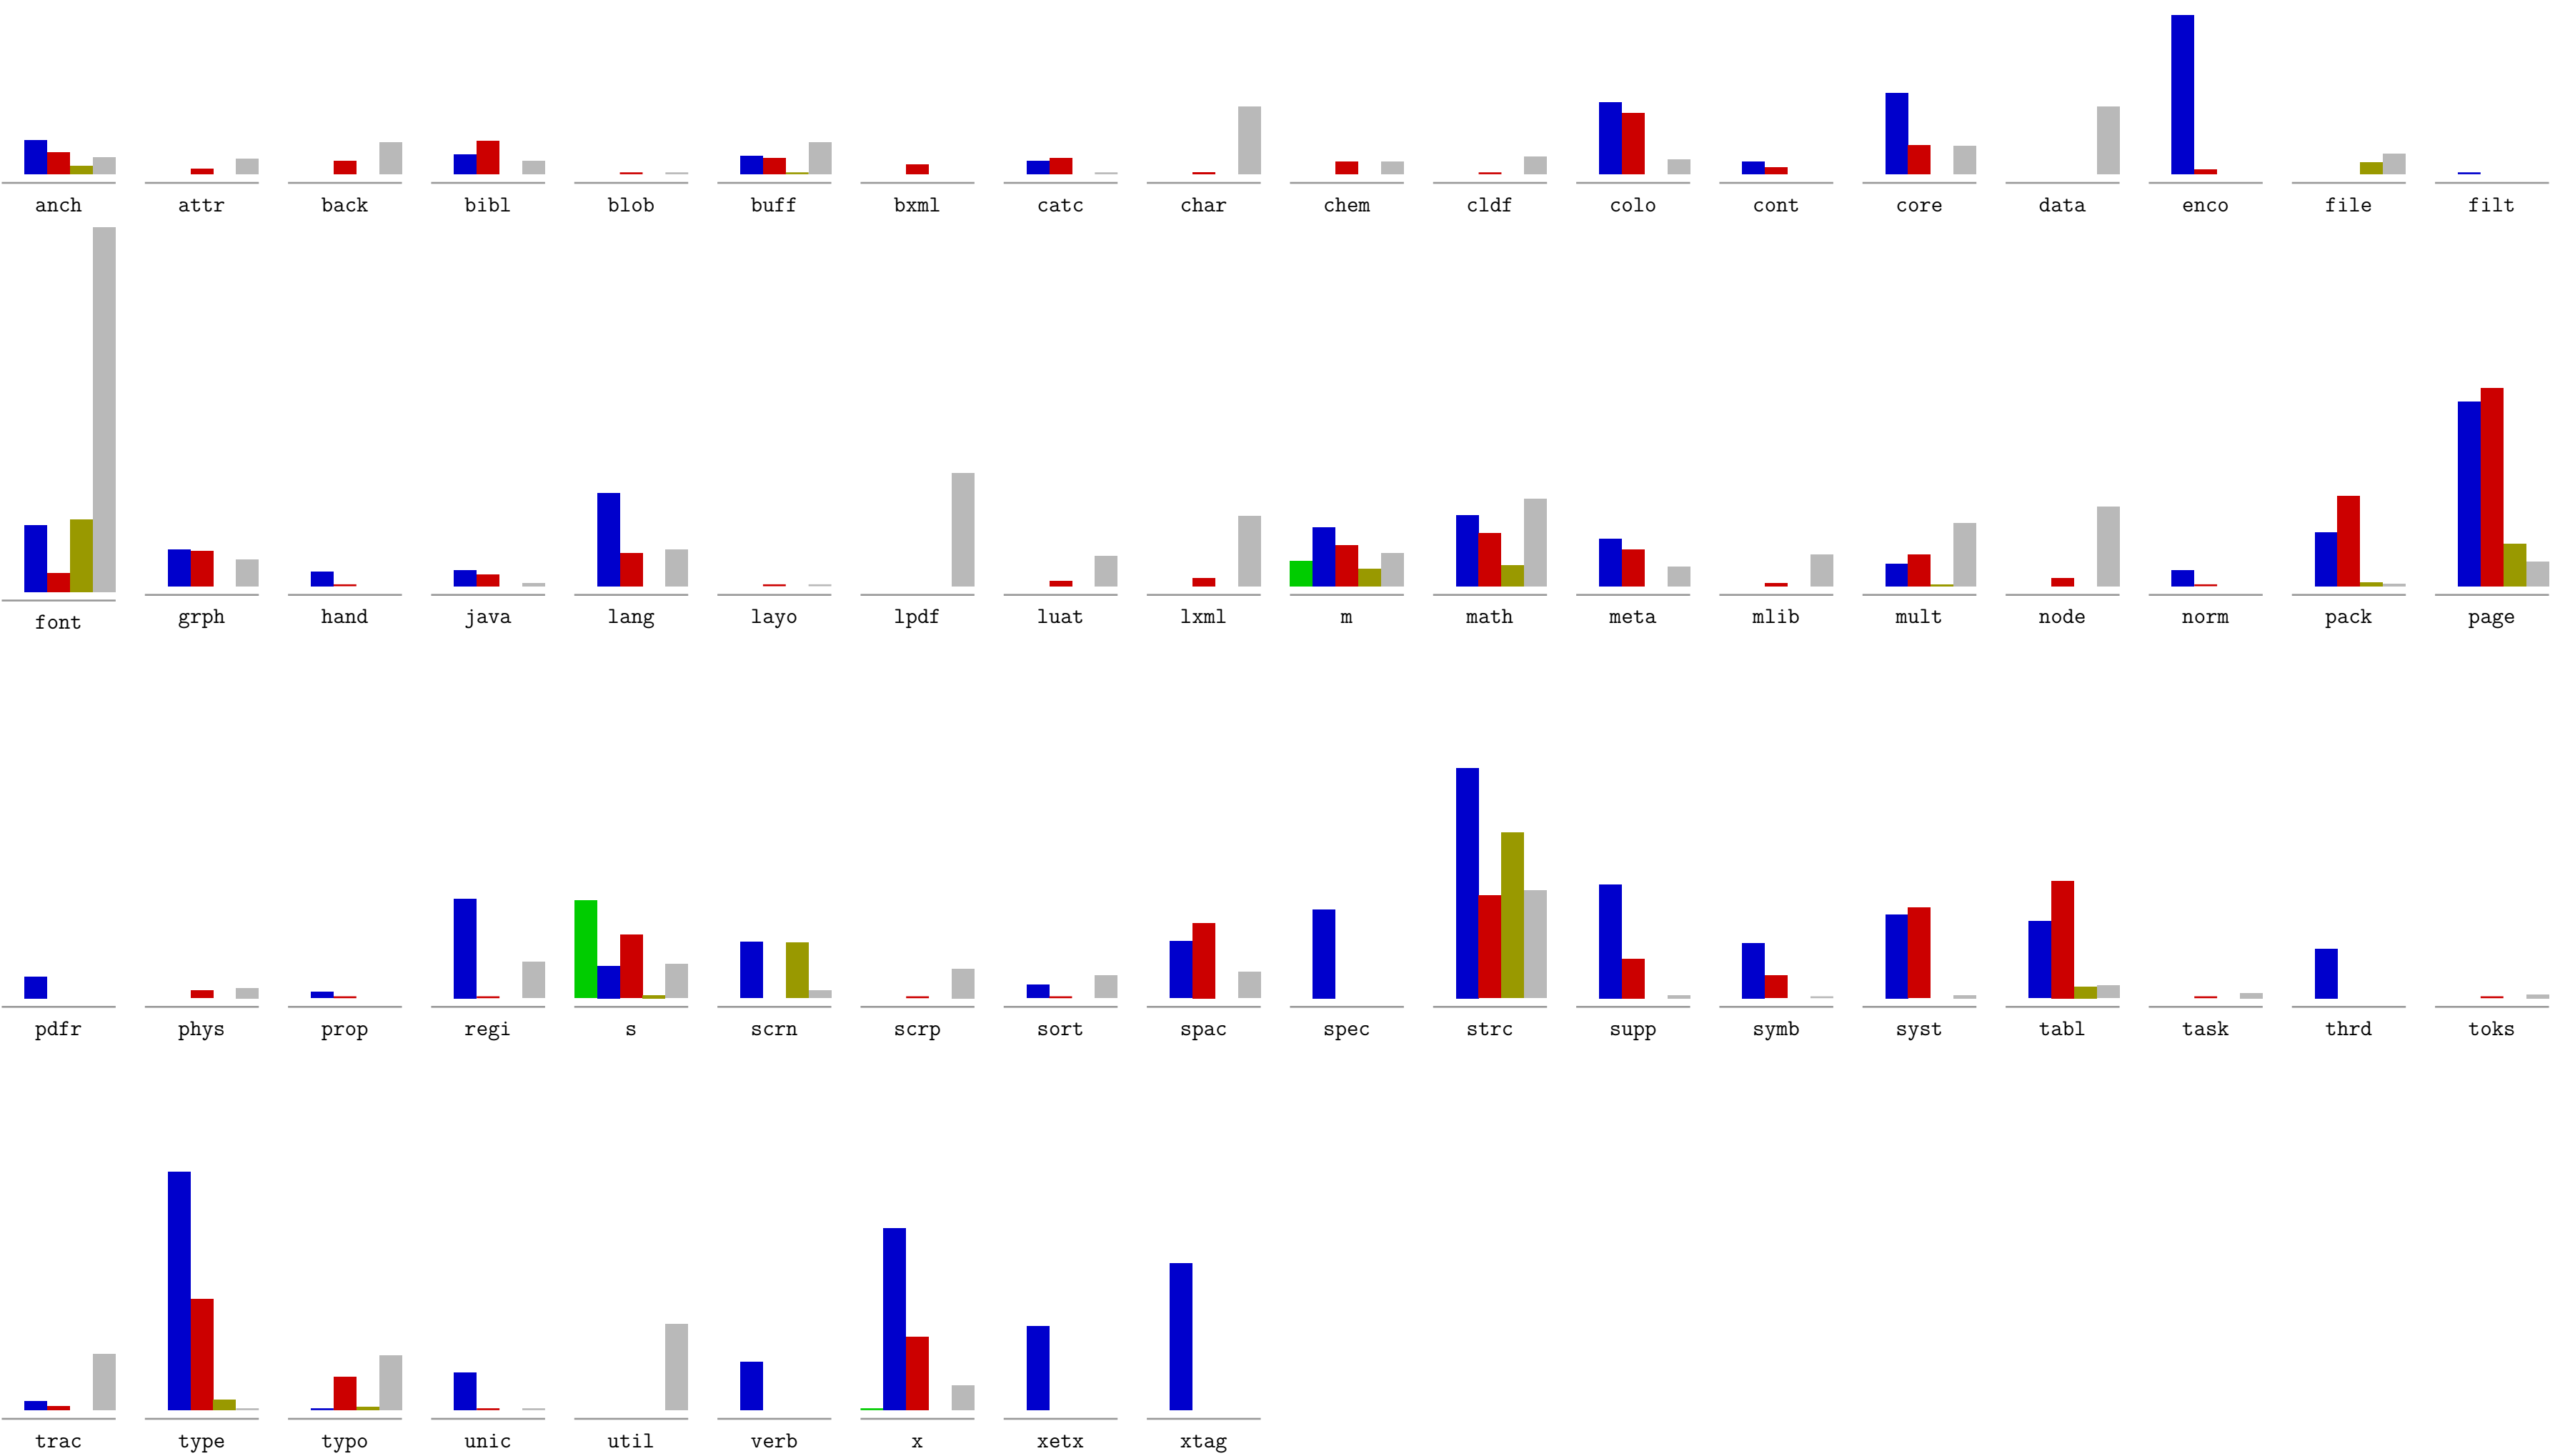 anch attr back bibl blob buff bxml catc char chem cldf colo cont core data enco file filt
font grph hand java lang layo lpdf luat lxml m math meta mlib mult node norm pack page
pdfr phys prop regi s scrn scrp sort spac spec strc supp symb syst tabl task thrd toks
trac type typo unic util verb x xetx xtag